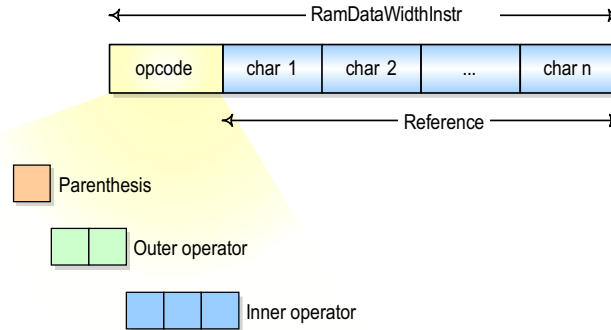 RamDataWidthInstr
opcode char 1 char 2 ... char n
Reference
Parenthesis
Outer operator
Inner operator